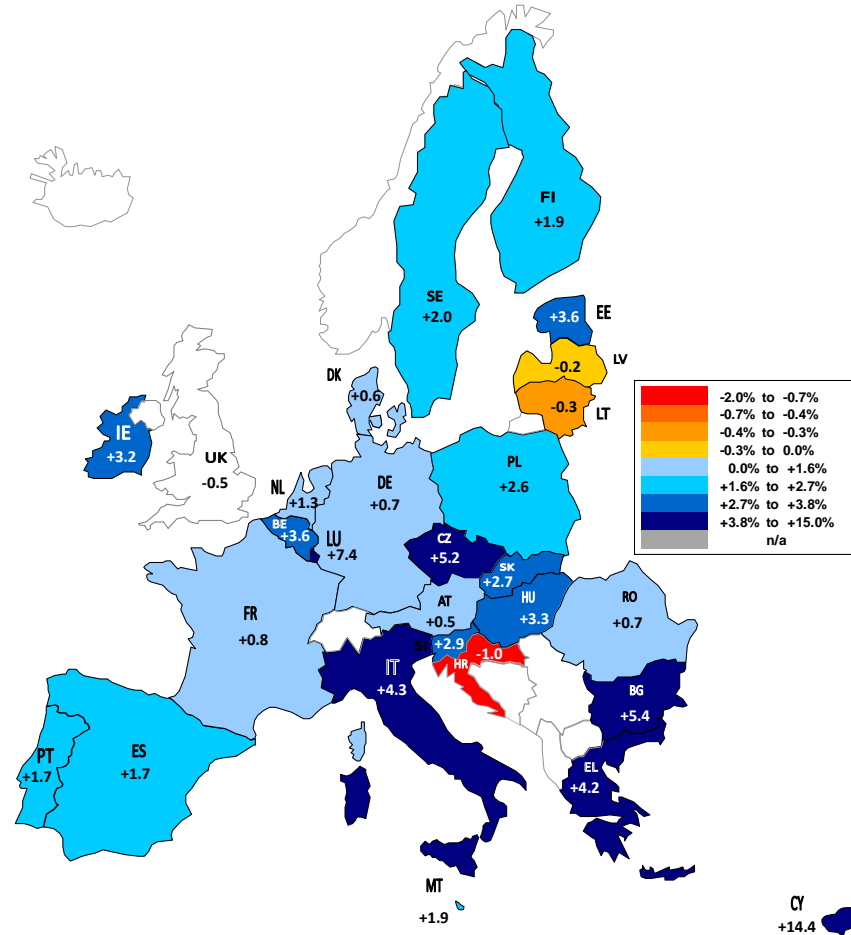 FI
+1.9
SE
+2.0
EE
+3.6
LV
-0.2
LT
-0.3
DK
+0.6
IE
+3.2
UK
-0.5
NL
+1.3
DE
+0.7
PL
+2.6
BE
+3.6
LU
+7.4
CZ
+5.2
SK
+2.7
AT
+0.5
HU
+3.3
RO
+0.7
FR
+0.8
SI
+2.9
HR
-1.0
IT
+4.3
BG
+5.4
PT
+1.7
ES
+1.7
EL
+4.2
MT
+1.9
CY
+14.4
-2.0% to -0.7%
-0.7% to -0.4%
-0.4% to -0.3%
-0.3% to 0.0%
0.0% to +1.6%
+1.6% to +2.7%
+2.7% to +3.8%
+3.8% to +15.0%
n/a